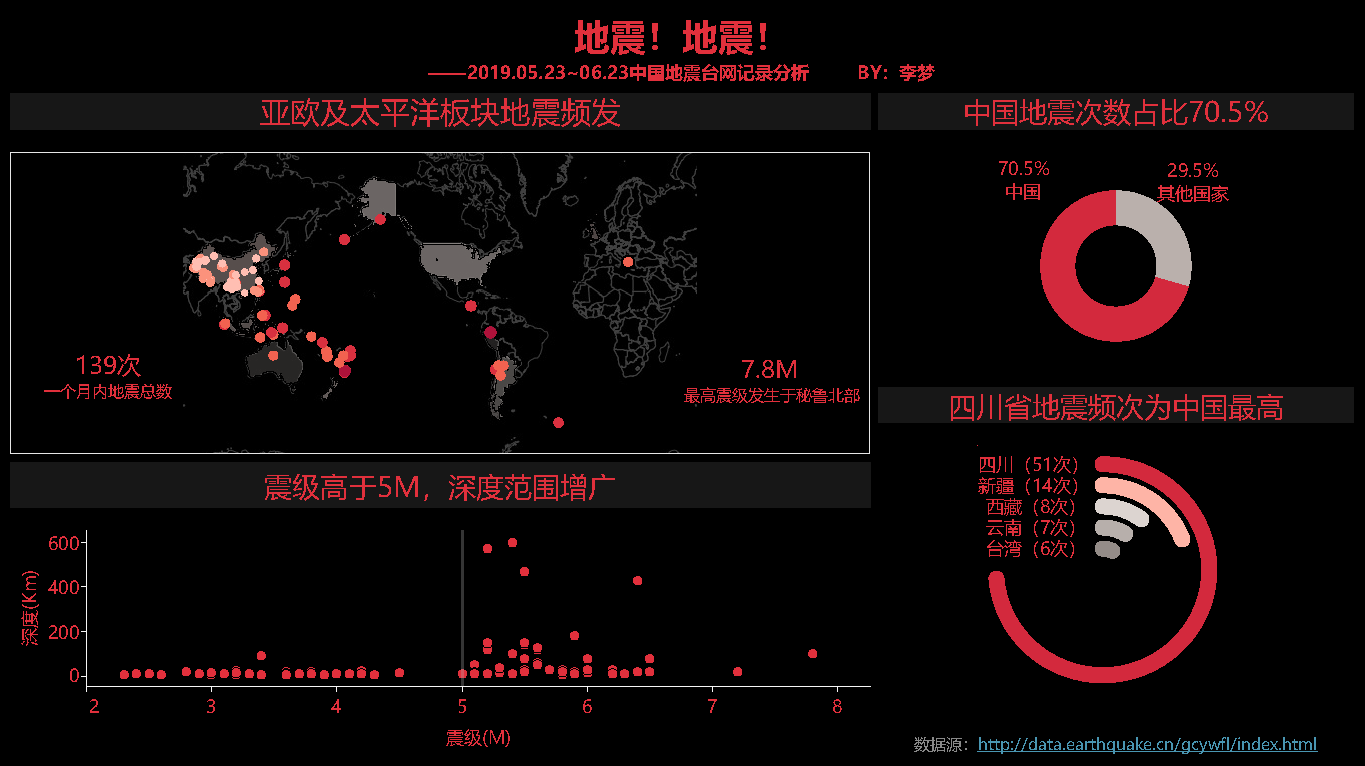 地震！地震！
——2019.05.23~06.23中国地震台网记录分析 BY：李梦
亚欧及太平洋板块地震频发
139次
一个月内地震总数
7.8M
最高震级发生于秘鲁北部
中国地震次数占比70.5%
70.5%
中国
29.5%
其他国家
震级高于5M，深度范围增广
600
400
200
0
深度(Km)
2 3 4 5 6 7 8
震级(M)
四川省地震频次为中国最高
四川（51次）
新疆（14次）
西藏（8次）
云南（7次）
台湾（6次）
数据源：http://data.earthquake.cn/gcywfl/index.html